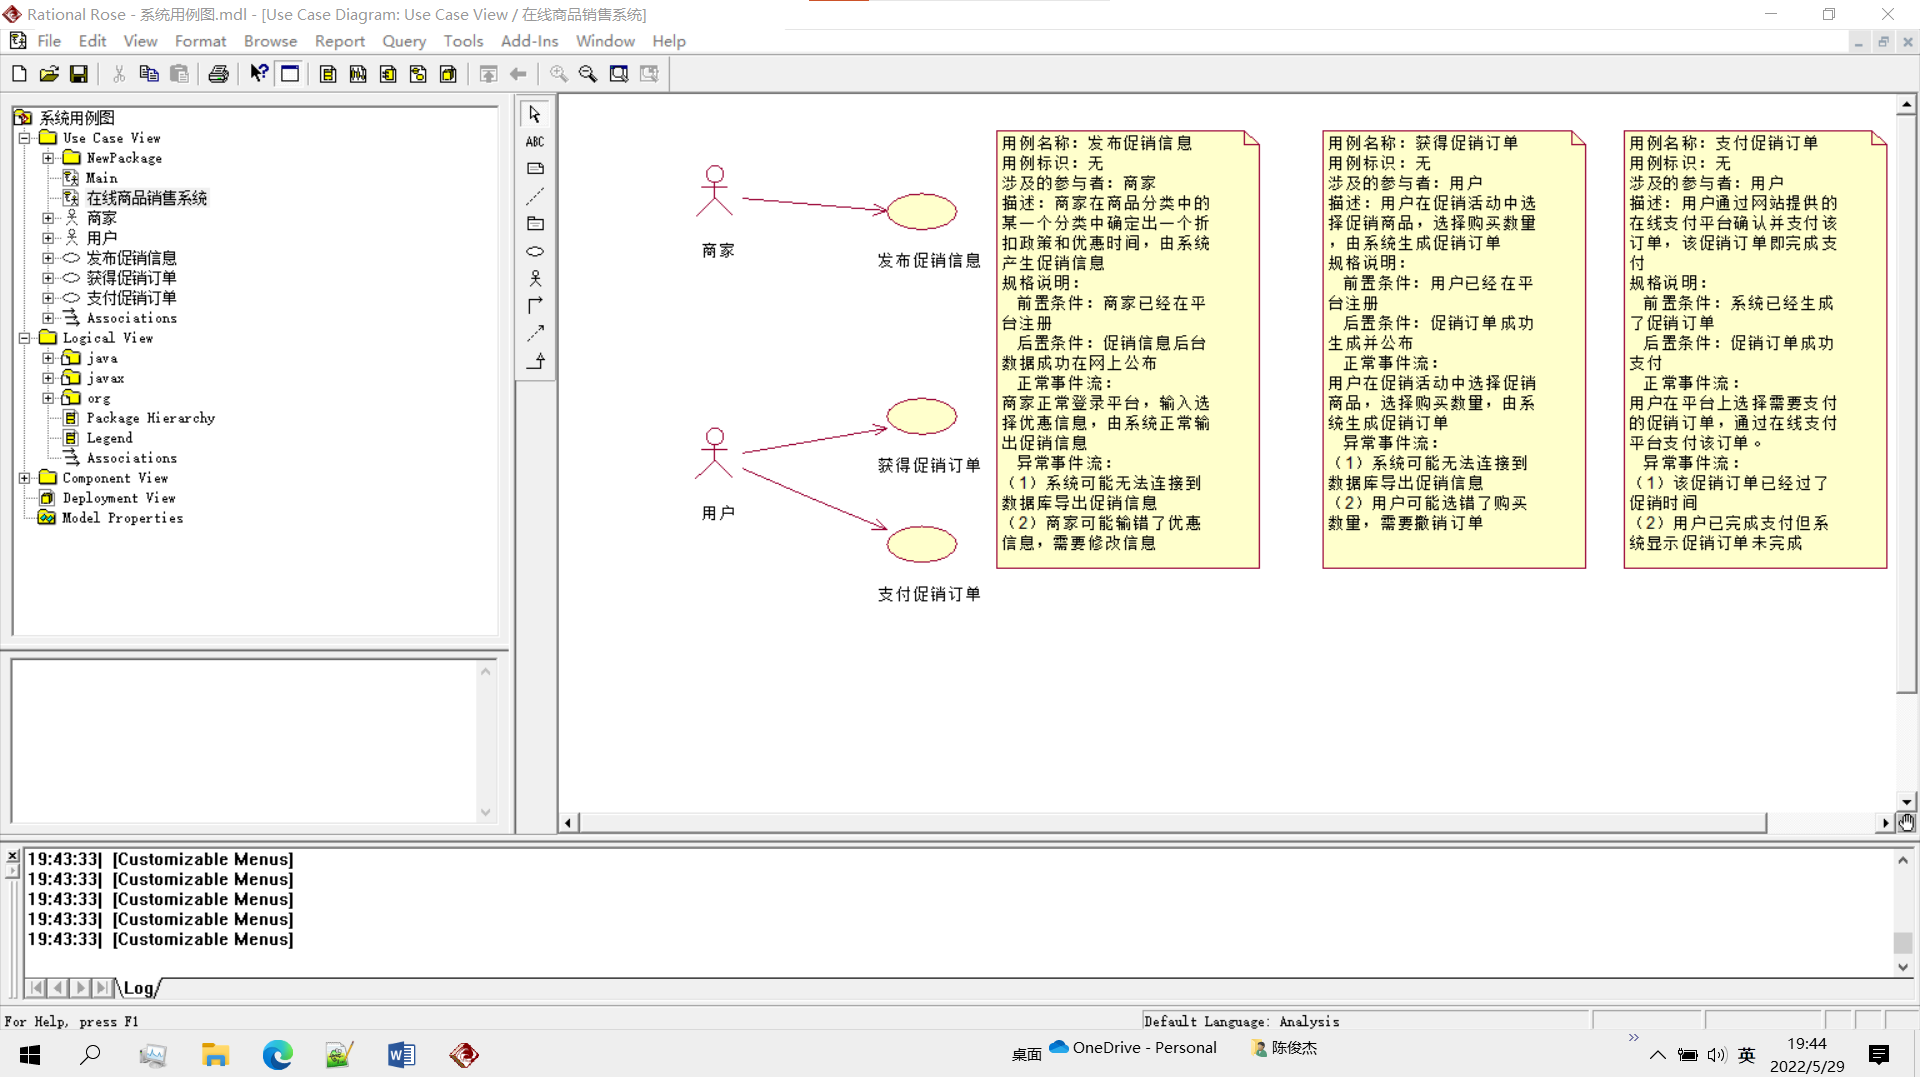 Rational Rose - 系统用例图.mdl - [Use Case Diagram: Use Case View / 在线商品销售系统]
File Edit View Format Browse Report Query Tools Add-Ins Window Help
系统用例图
Use Case View
NewPackage
Main
在线商品销售系统
商家
用户
发布促销信息
获得促销订单
支付促销订单
Associations
Logical View
java
javax
org
Package Hierarchy
Legend
Associations
Component View
Deployment View
Model Properties
ABC
商家
发布促销信息
用户
获得促销订单
支付促销订单
用例名称：发布促销信息
用例标识：无
涉及的参与者：商家
描述：商家在商品分类中的
某一个分类中确定出一个折
扣政策和优惠时间，由系统
产生促销信息
规格说明：
前置条件：商家已经在平
台注册
后置条件：促销信息后台
数据成功在网上公布
正常事件流：
商家正常登录平台，输入选
择优惠信息，由系统正常输
出促销信息
异常事件流：
（1）系统可能无法连接到
数据库导出促销信息
（2）商家可能输错了优惠
信息，需要修改信息
用例名称：获得促销订单
用例标识：无
涉及的参与者：用户
描述：用户在促销活动中选
择促销商品，选择购买数量
，由系统生成促销订单
规格说明：
前置条件：用户已经在平
台注册
后置条件：促销订单成功
生成并公布
正常事件流：
用户在促销活动中选择促销
商品，选择购买数量，由系
统生成促销订单
异常事件流：
（1）系统可能无法连接到
数据库导出促销信息
（2）用户可能选错了购买
数量，需要撤销订单
用例名称：支付促销订单
用例标识：无
涉及的参与者：用户
描述：用户通过网站提供的
在线支付平台确认并支付该
订单，该促销订单即完成支
付
规格说明：
前置条件：系统已经生成
了促销订单
后置条件：促销订单成功
支付
正常事件流：
用户在平台上选择需要支付
的促销订单，通过在线支付
平台支付该订单。
异常事件流：
（1）该促销订单已经过了
促销时间
（2）用户已完成支付但系
统显示促销订单未完成
19:43:33| [Customizable Menus]
19:43:33| [Customizable Menus]
19:43:33| [Customizable Menus]
19:43:33| [Customizable Menus]
19:43:33| [Customizable Menus]
Log
For Help, press F1
Default Language: Analysis
桌面
OneDrive - Personal
陈俊杰
英
19:44
2022/5/29